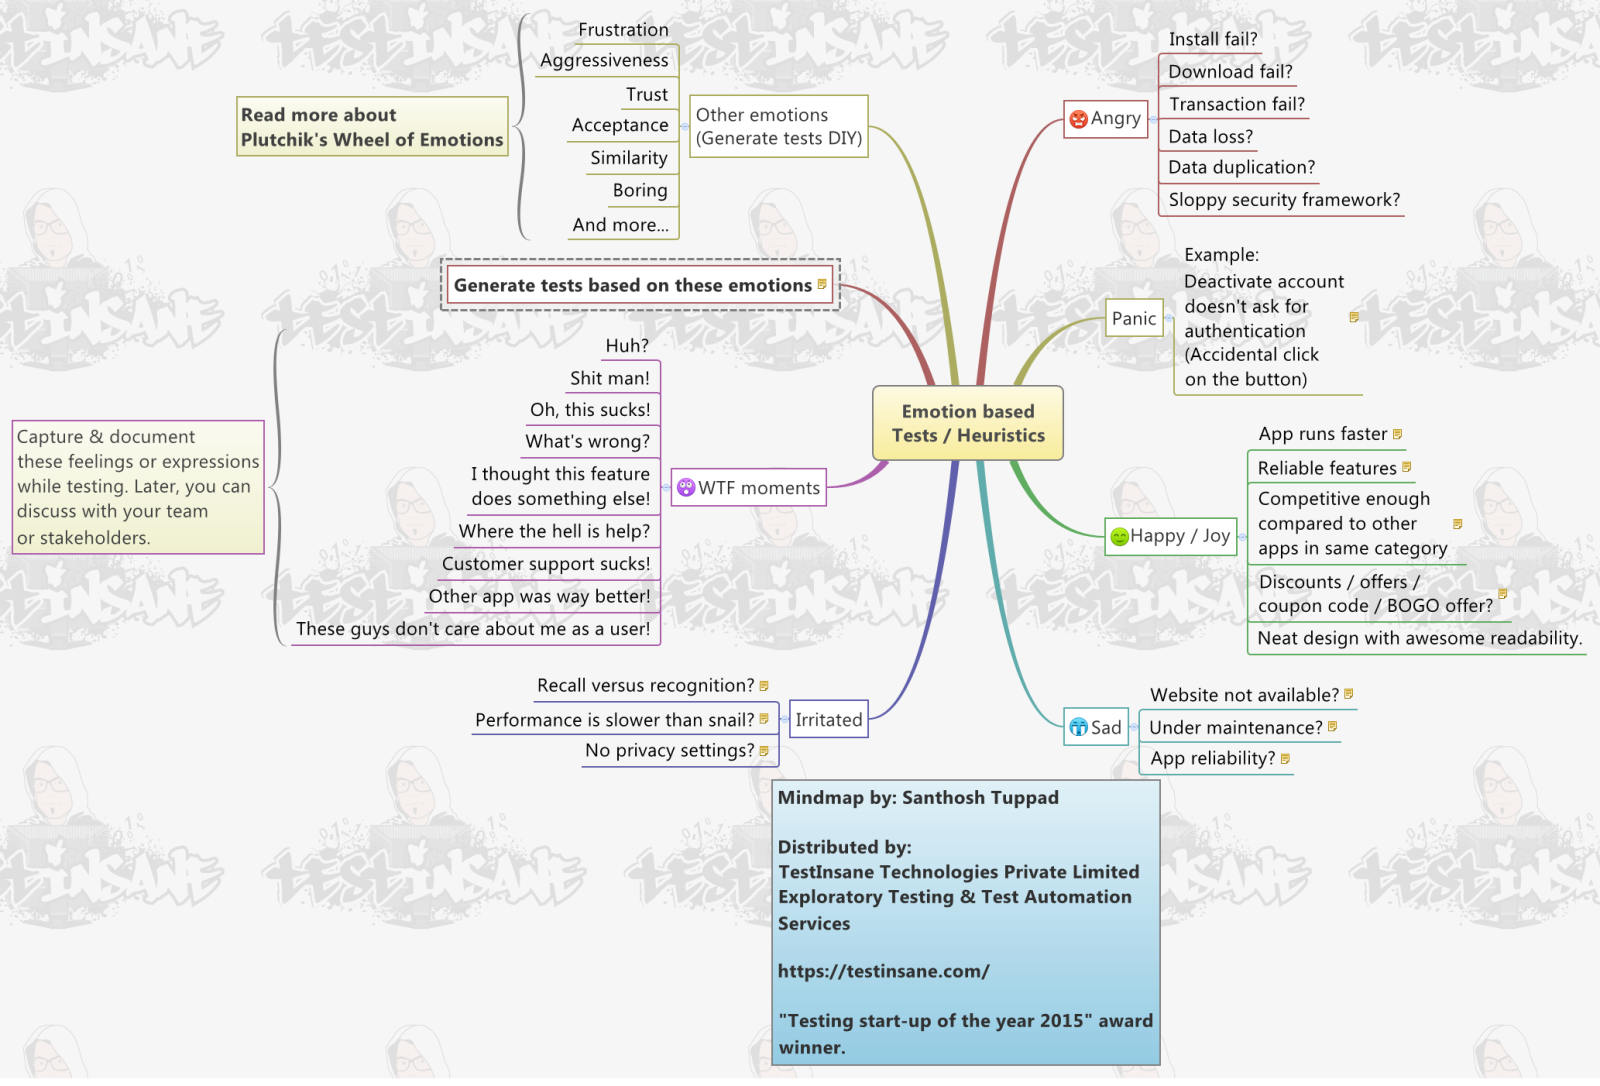 Emotion based
Tests / Heuristics
Angry
Install fail?
Download fail?
Transaction fail?
Data loss?
Data duplication?
Sloppy security framework?
Panic
Example:
Deactivate account
doesn't ask for
authentication
(Accidental click
on the button)
Happy / Joy
App runs faster
Reliable features
Competitive enough
compared to other
apps in same category
Discounts / offers /
coupon code / BOGO offer?
Neat design with awesome readability.
Sad
Website not available?
Under maintenance?
App reliability?
Irritated
Recall versus recognition?
Performance is slower than snail?
No privacy settings?
WTF moments
Huh?
Shit man!
Oh, this sucks!
What's wrong?
I thought this feature
does something else!
Where the hell is help?
Customer support sucks!
Other app was way better!
These guys don't care about me as a user!
Capture & document
these feelings or expressions
while testing. Later, you can
discuss with your team
or stakeholders.
Generate tests based on these emotions
Other emotions
(Generate tests DIY)
Frustration
Aggressiveness
Trust
Acceptance
Similarity
Boring
And more...
Read more about
Plutchik's Wheel of Emotions
Mindmap by: Santhosh Tuppad
Distributed by:
TestInsane Technologies Private Limited
Exploratory Testing & Test Automation
Services
https://testinsane.com/
"Testing start-up of the year 2015" award
winner.
TESTINSANE